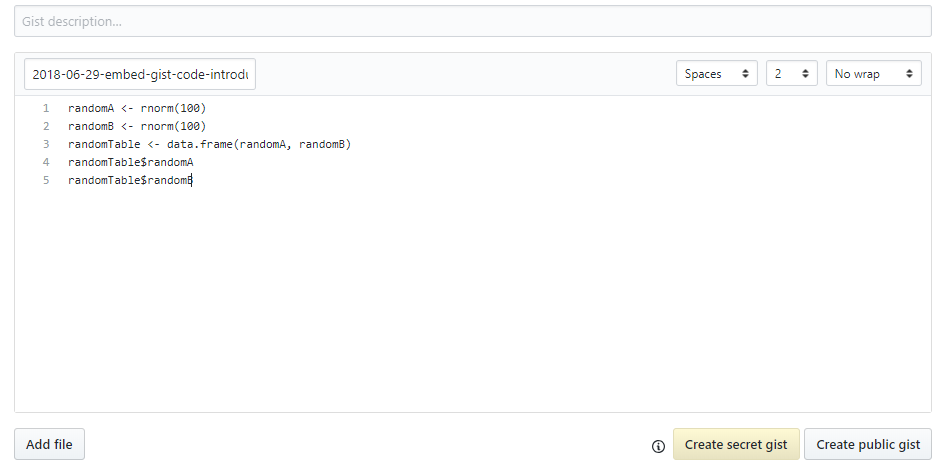 Gist description...
2018-06-29-embed-gist-code-introdu
Spaces 2 No wrap
1 randomA <- rnorm(100)
2 randomB <- rnorm(100)
3 randomTable <- data.frame(randomA, randomB)
4 randomTable$randomA
5 randomTable$randomB
Add file Create secret gist Create public gist